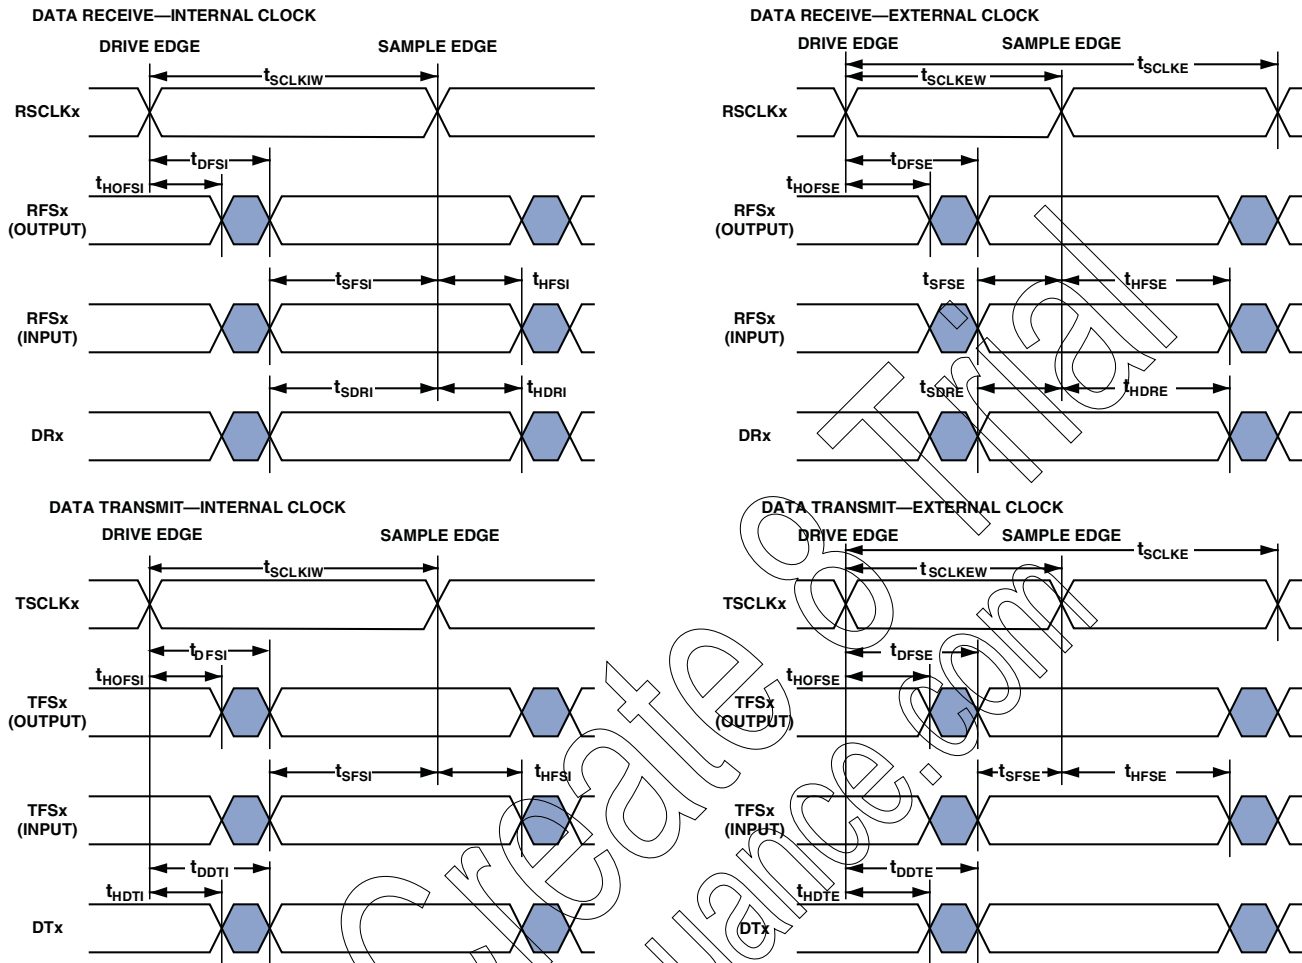 DATA RECEIVE—INTERNAL CLOCK
DRIVE EDGE
SAMPLE EDGE
tSCLKIW
RSCLKx
tDFSI
tHOFSI
RFSx
(OUTPUT)
tSFSI
tHFSI
RFSx
(INPUT)
tSDRI
tHDRI
DRx
DATA RECEIVE—EXTERNAL CLOCK
DRIVE EDGE
SAMPLE EDGE
tSCLKE
tSCLKEW
RSCLKx
tDFSE
tHOFSE
RFSx
(OUTPUT)
tSFSE
tHFSE
RFSx
(INPUT)
tSDRE
tHDRE
DRx
DATA TRANSMIT—INTERNAL CLOCK
DRIVE EDGE
SAMPLE EDGE
tSCLKIW
TSCLKx
tDFSI
tHOFSI
TFSx
(OUTPUT)
tSFSI
tHFSI
TFSx
(INPUT)
tDDTI
tHDTI
DTx
DATA TRANSMIT—EXTERNAL CLOCK
DRIVE EDGE
SAMPLE EDGE
tSCLKE
tSCLKEW
TSCLKx
tDFSE
tHOFSE
TFSx
(OUTPUT)
tSFSE
tHFSE
TFSx
(INPUT)
tDDTE
tHDTE
DTx
Create g Trial
uance.com